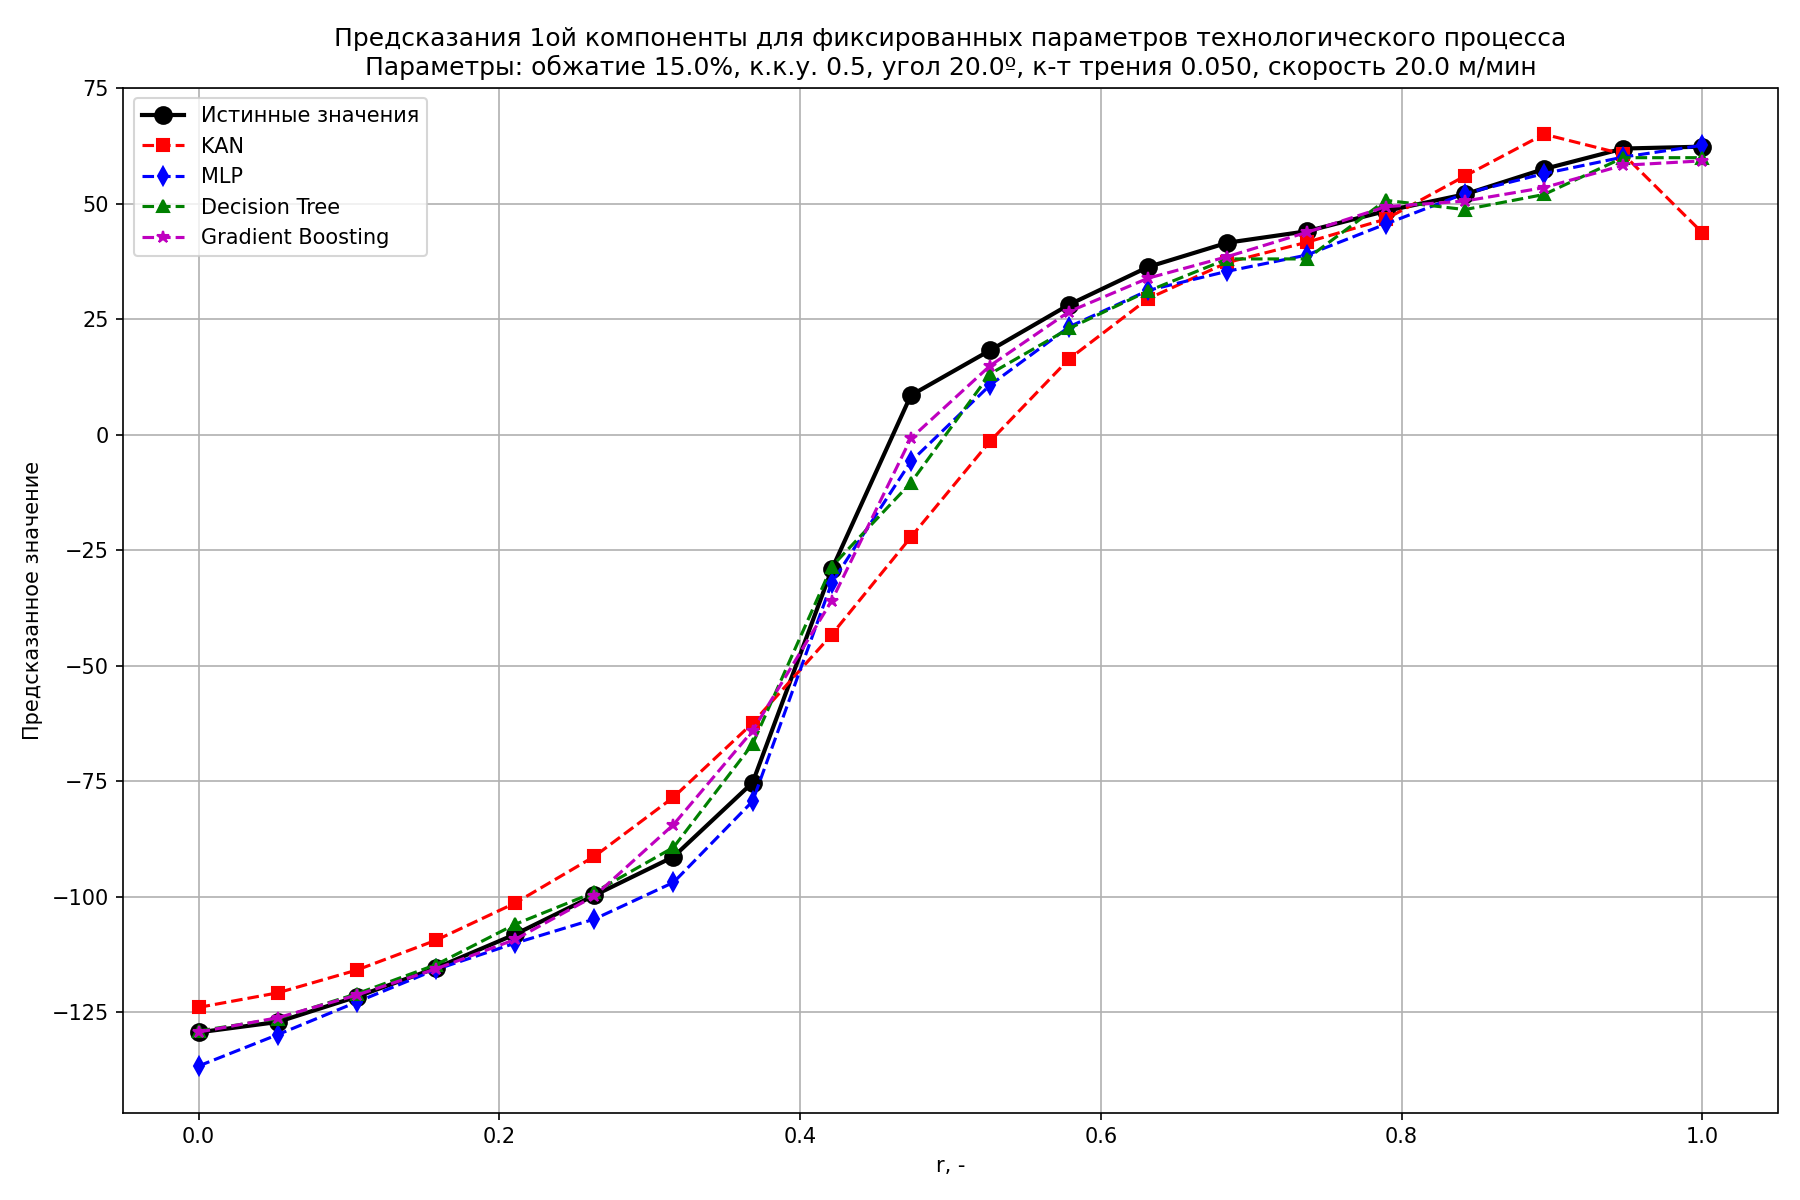 Предсказания 1ой компоненты для фиксированных параметров технологического процесса
Параметры: обжатие 15.0%, к.к.у. 0.5, угол 20.0º, к-т трения 0.050, скорость 20.0 м/мин
Истинные значения
KAN
MLP
Decision Tree
Gradient Boosting
Предсказанное значение
75
50
25
0
−25
−50
−75
−100
−125
0.0
0.2
0.4
0.6
0.8
1.0
r, -